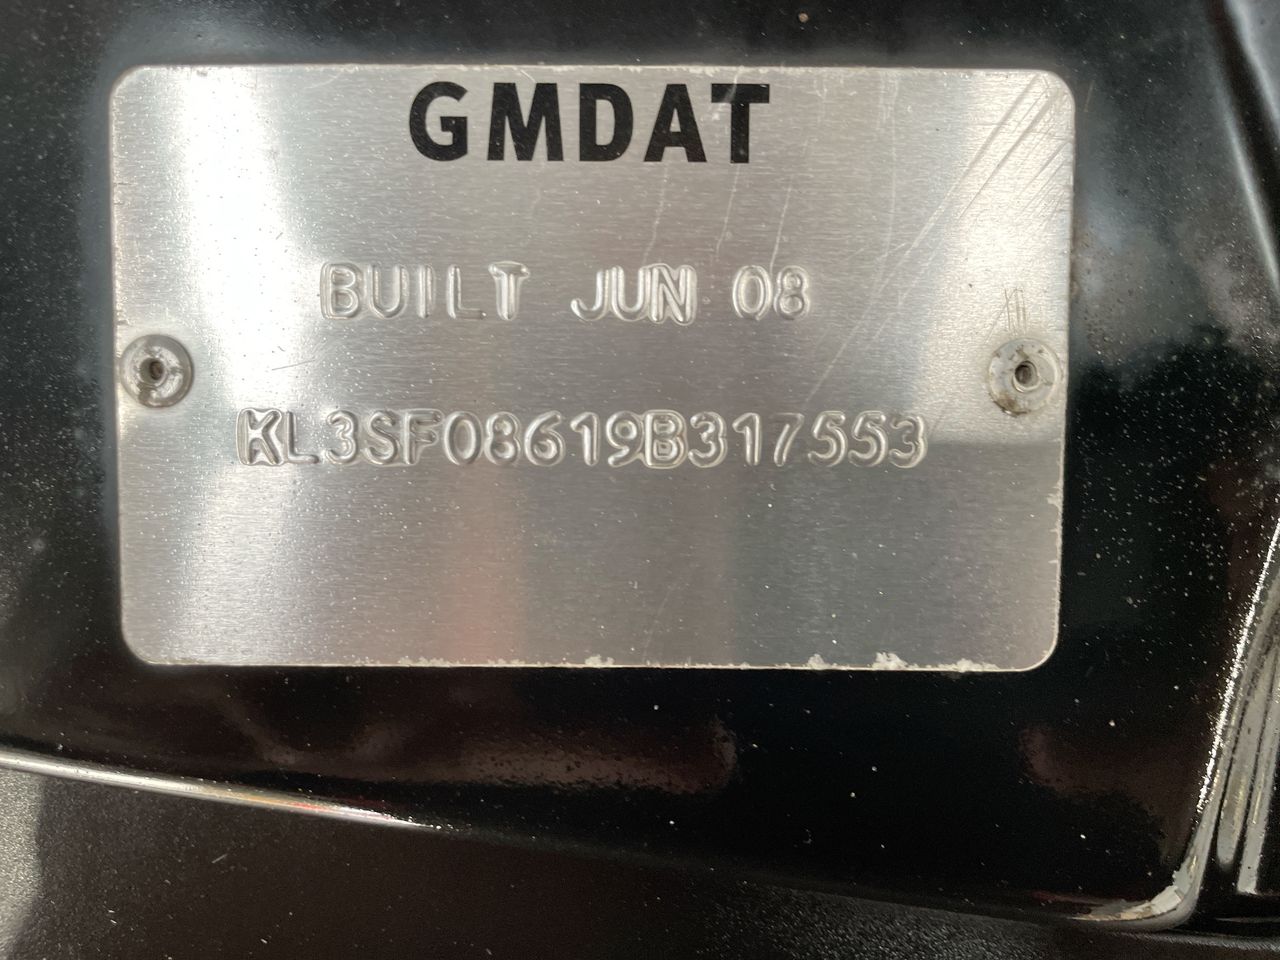 GMDAT
BUILT JUN 08
KL3SF08619B317553